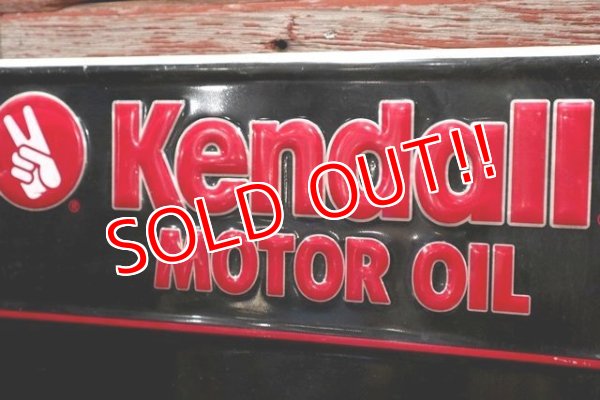 Kendall
SOLD OUT!!
MOTOR OIL
®